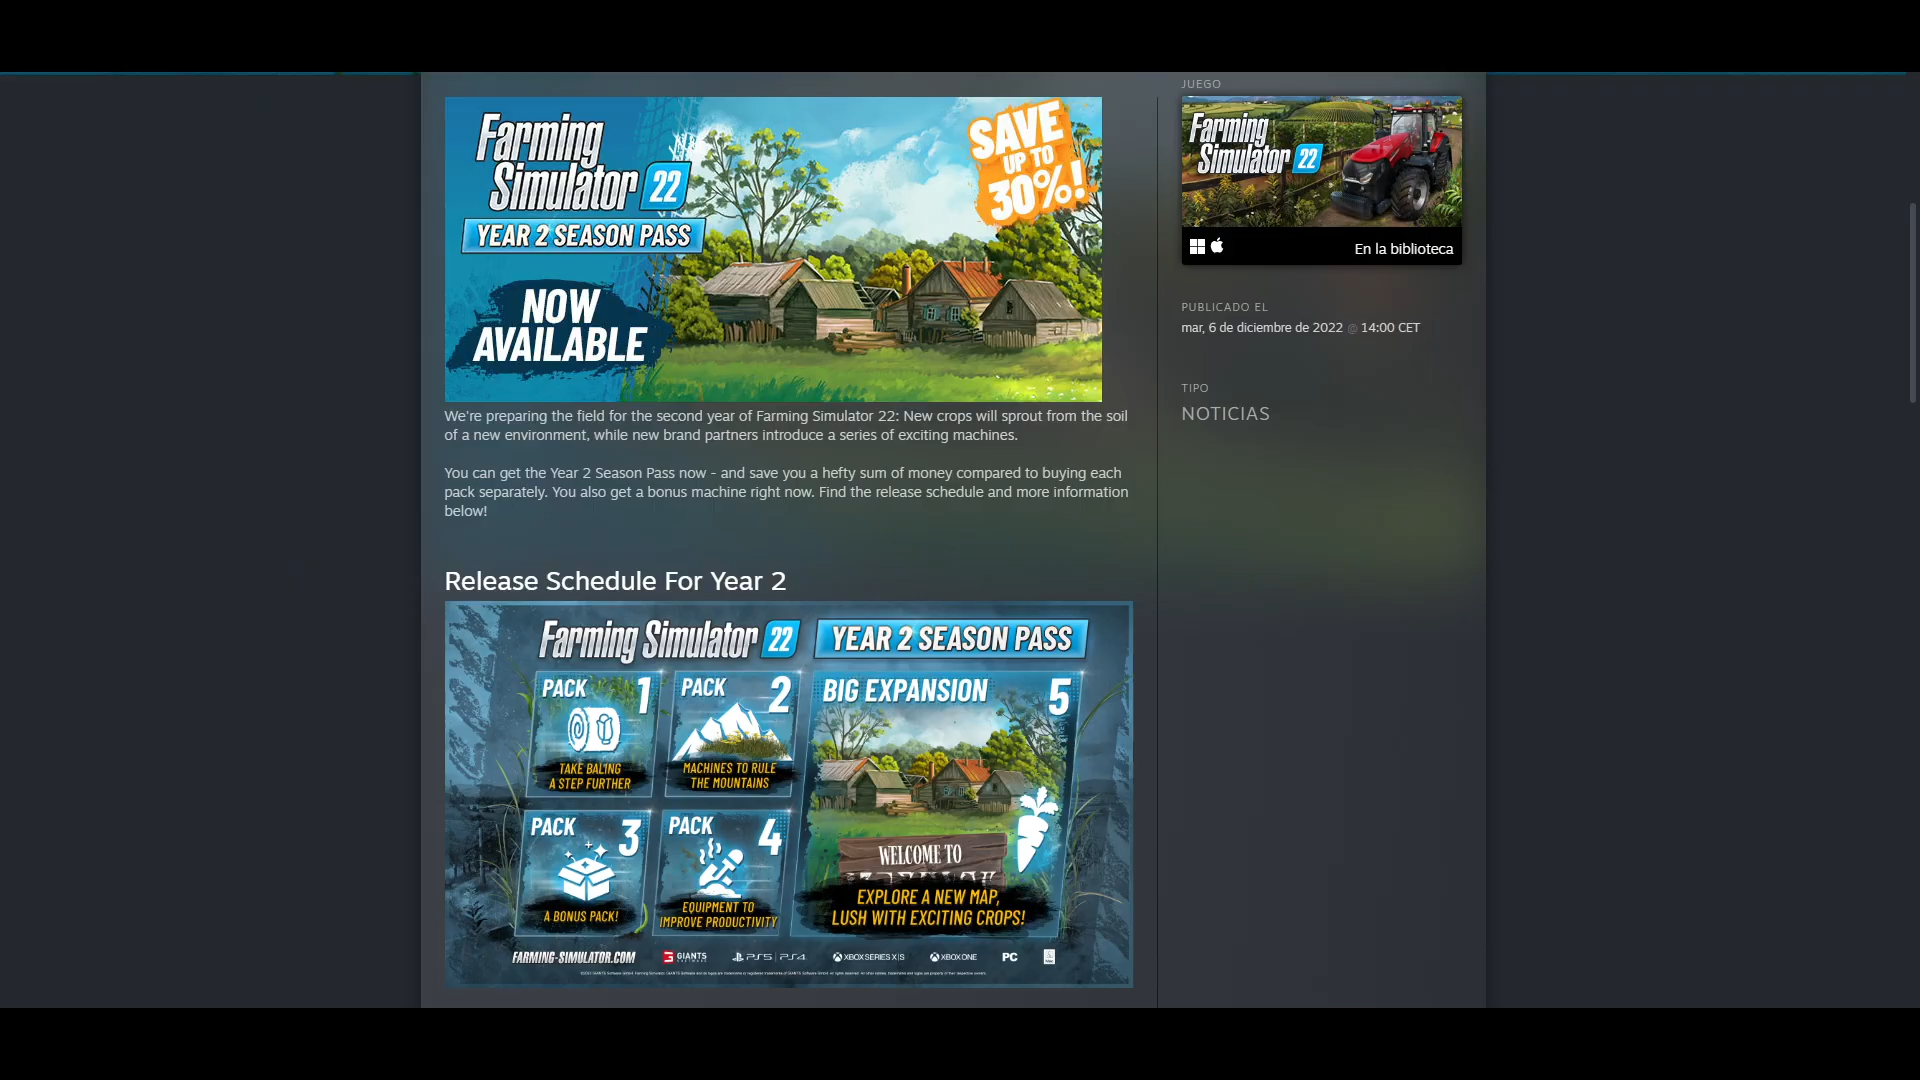 Farming
Simulator 22
YEAR 2 SEASON PASS
NOW
AVAILABLE
SAVE
UP TO
30%!
We're preparing the field for the second year of Farming Simulator 22: New crops will sprout from the soil
of a new environment, while new brand partners introduce a series of exciting machines.
You can get the Year 2 Season Pass now - and save you a hefty sum of money compared to buying each
pack separately. You also get a bonus machine right now. Find the release schedule and more information
below!
Release Schedule For Year 2
Farming Simulator 22 YEAR 2 SEASON PASS
PACK 1
TAKE BALING
A STEP FURTHER
PACK 2
MACHINES TO RULE
THE MOUNTAINS
PACK 3
A BONUS PACK!
PACK 4
EQUIPMENT TO
IMPROVE PRODUCTIVITY
BIG EXPANSION 5
WELCOME TO
EXPLORE A NEW MAP,
LUSH WITH EXCITING CROPS!
FARMING-SIMULATOR.COM GIANTS SOFTWARE PS5 | PS4 XBOX SERIES X|S XBOX ONE PC
JUEGO
Farming
Simulator 22
En la biblioteca
PUBLICADO EL
mar, 6 de diciembre de 2022 @ 14:00 CET
TIPO
NOTICIAS